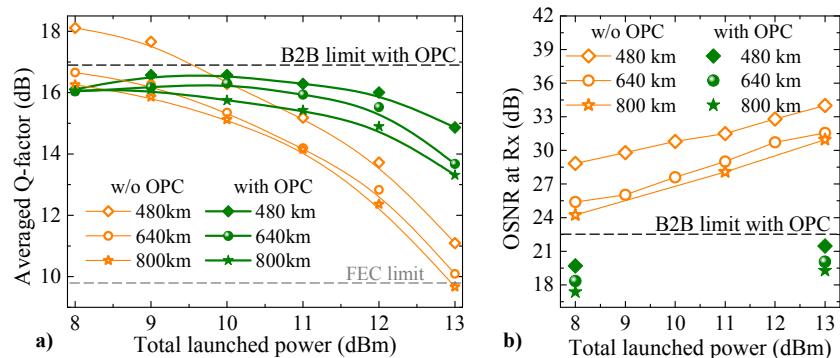 18
16
14
12
10
Averaged Q-factor (dB)
B2B limit with OPC
w/o OPC with OPC
480km 480 km
640km 640km
800km 800km
FEC limit
8 9 10 11 12 13
a) Total launched power (dBm)
42
39
36
33
30
27
24
21
18
15
OSNR at Rx (dB)
w/o OPC with OPC
480 km 480 km
640 km 640 km
800 km 800 km
B2B limit with OPC
8 9 10 11 12 13
b) Total launched power (dBm)